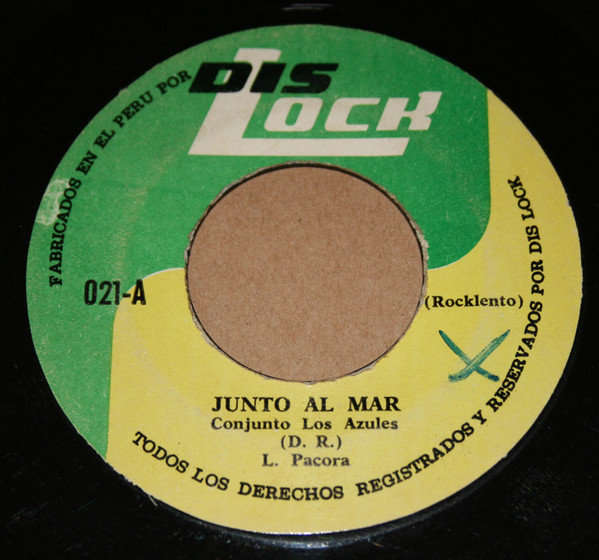 DIS
LOCK
FABRICADOS EN EL PERU POR
021-A
(Rocklento)
JUNTO AL MAR
Conjunto Los Azules
(D. R.)
L. Pacora
TODOS LOS DERECHOS REGISTRADOS Y RESERVADOS POR DIS LOCK